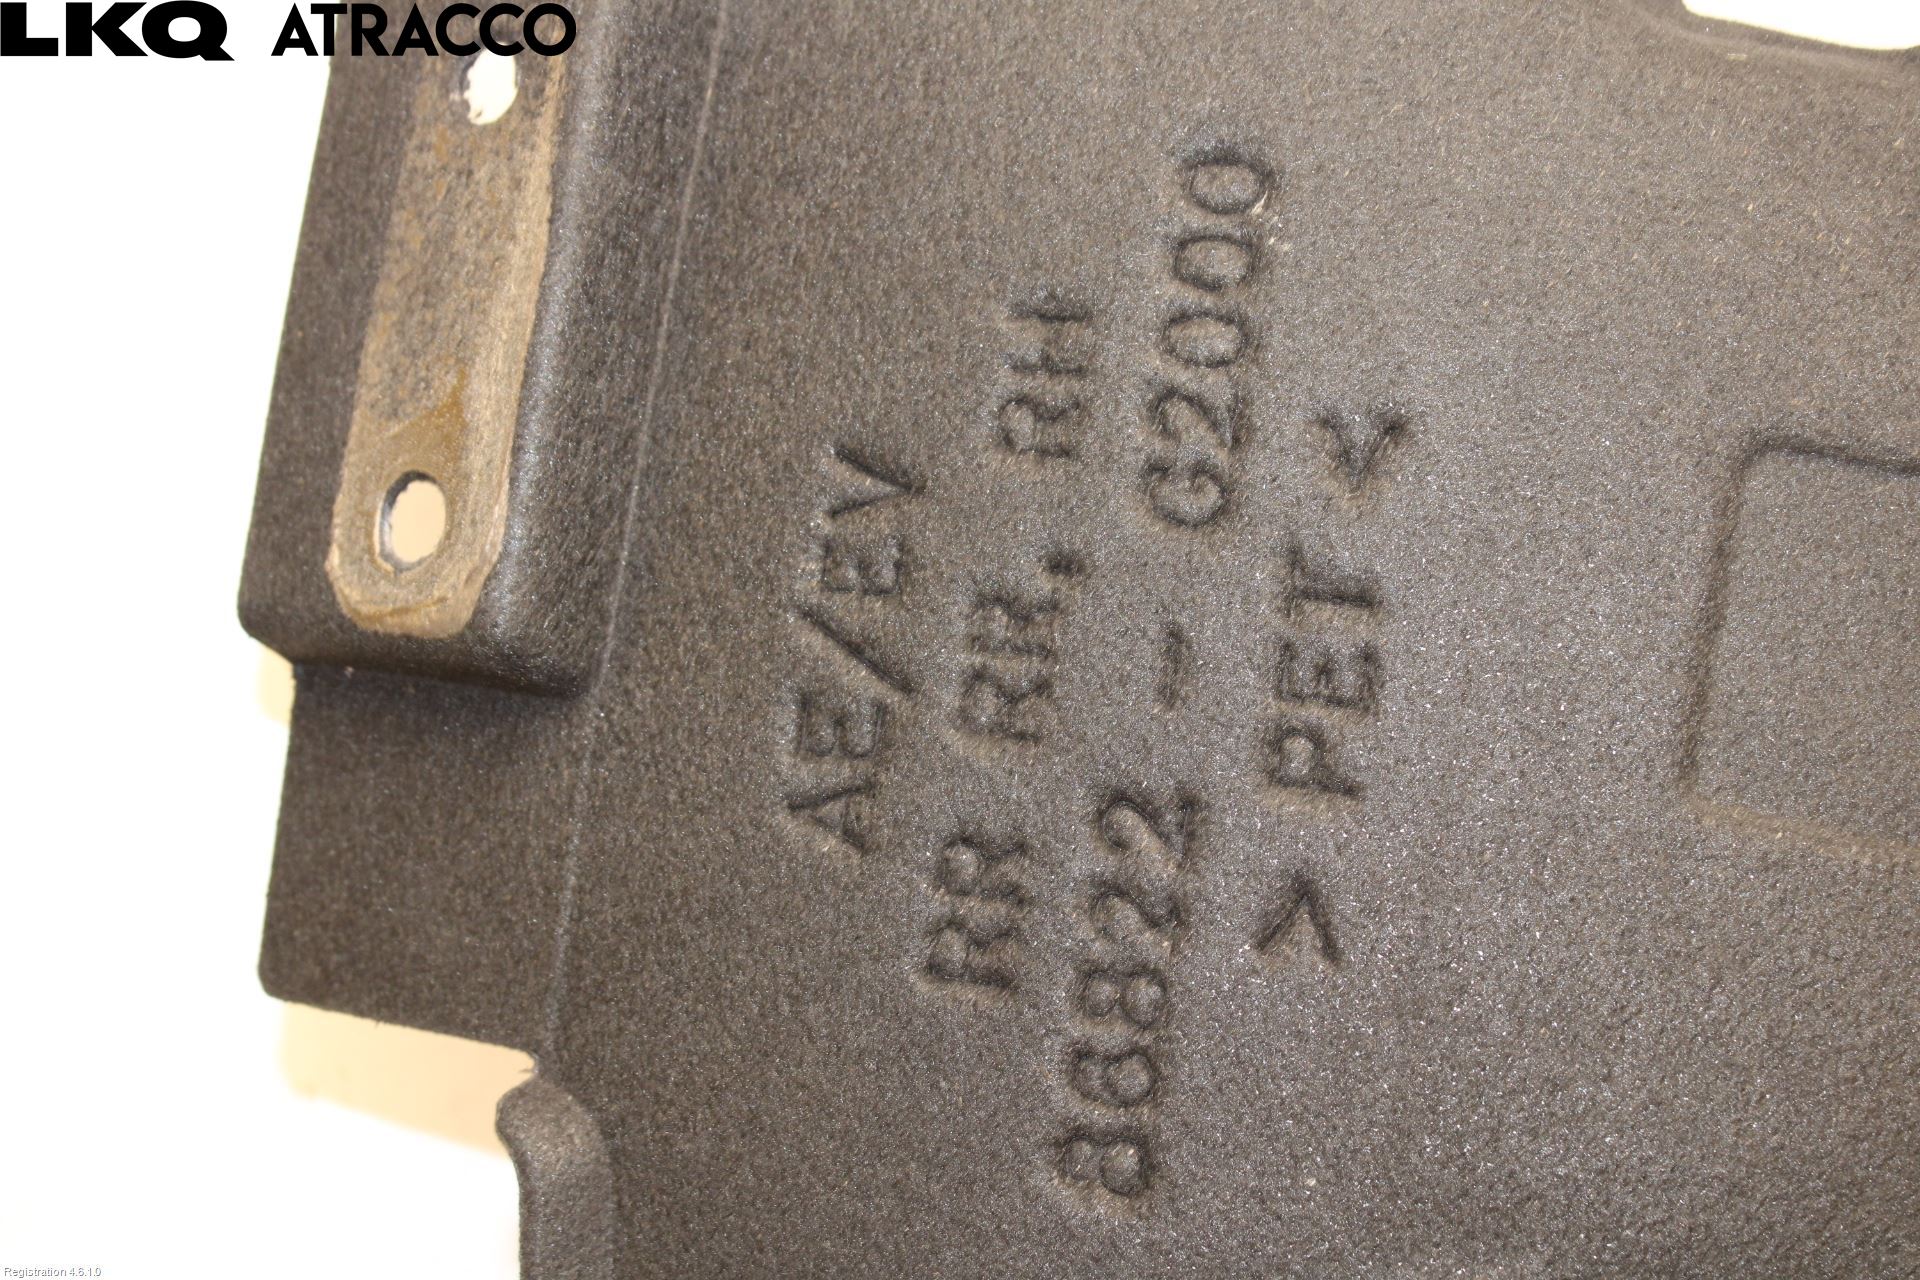 LKQ ATRACCO
AE/EV
RR RR. RH
86822 - G2000
> PET <
Registration 4.6.1.0